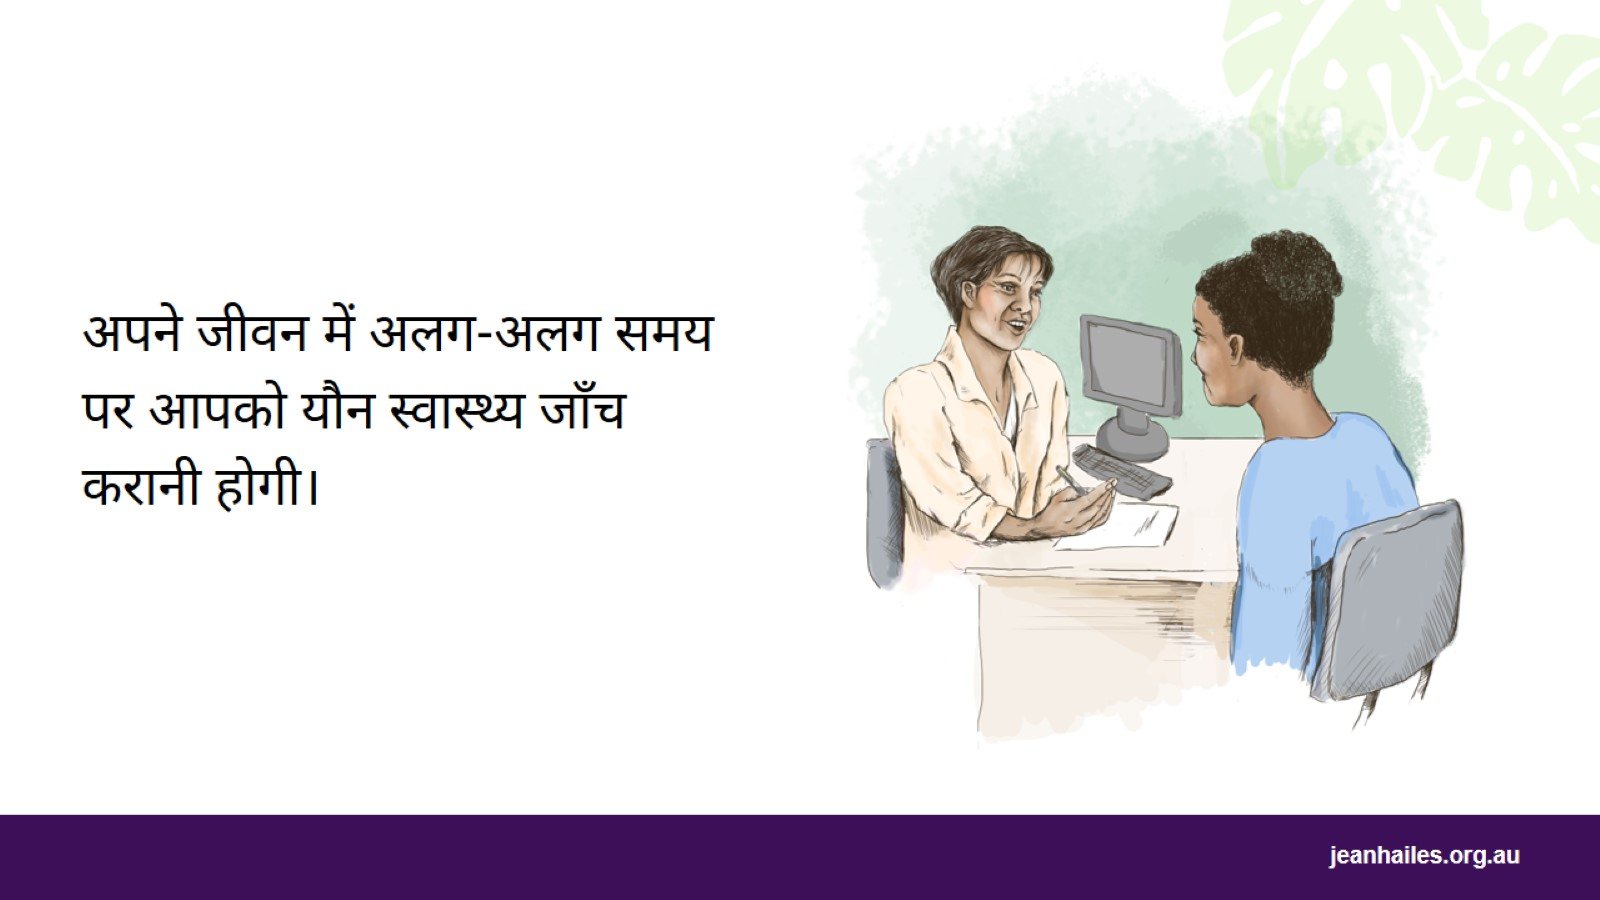 अपने जीवन में अलग-अलग समय
पर आपको यौन स्वास्थ्य जाँच
करानी होगी।
jeanhailes.org.au